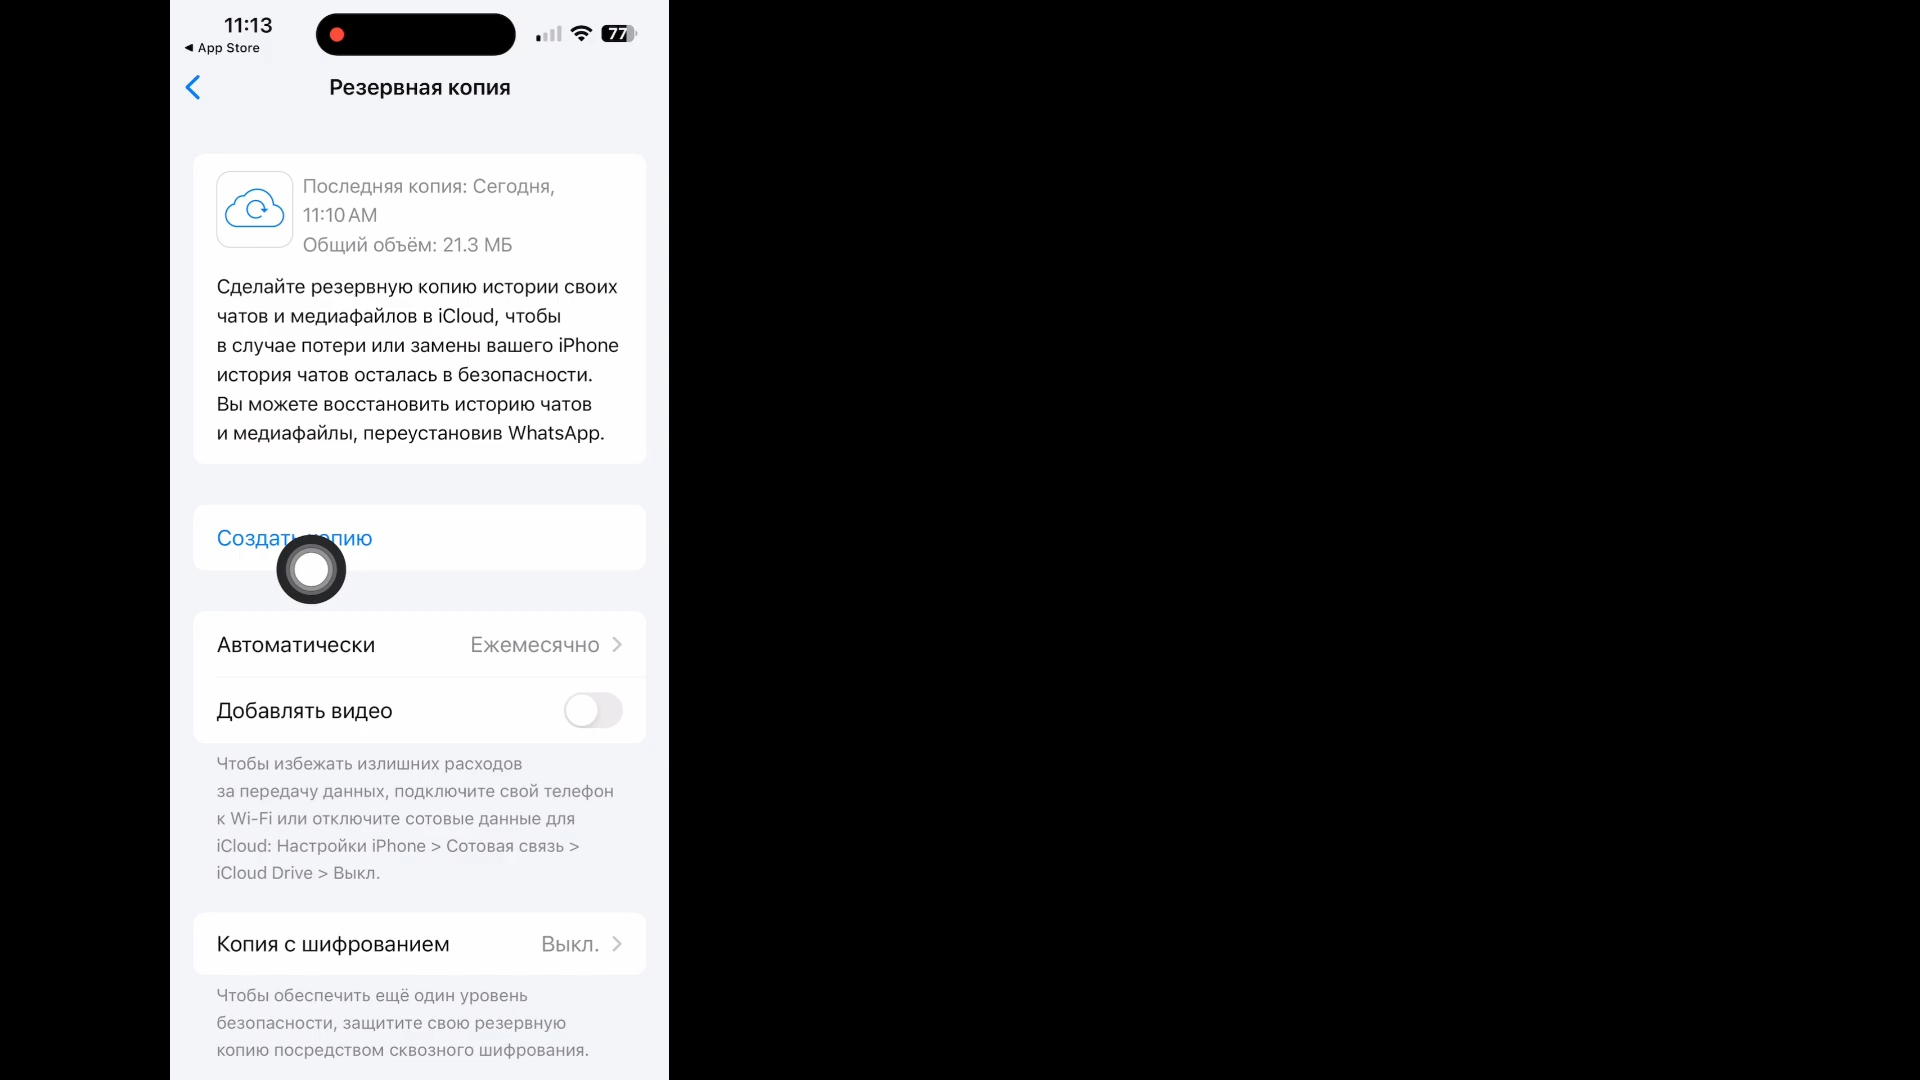 11:13
◀ App Store
77
Резервная копия
Последняя копия: Сегодня,
11:10 AM
Общий объём: 21.3 МБ
Сделайте резервную копию истории своих
чатов и медиафайлов в iCloud, чтобы
в случае потери или замены вашего iPhone
история чатов осталась в безопасности.
Вы можете восстановить историю чатов
и медиафайлы, переустановив WhatsApp.
Создать копию
Автоматически Ежемесячно
Добавлять видео
Чтобы избежать излишних расходов
за передачу данных, подключите свой телефон
к Wi-Fi или отключите сотовые данные для
iCloud: Настройки iPhone > Сотовая связь >
iCloud Drive > Выкл.
Копия с шифрованием Выкл.
Чтобы обеспечить ещё один уровень
безопасности, защитите свою резервную
копию посредством сквозного шифрования.